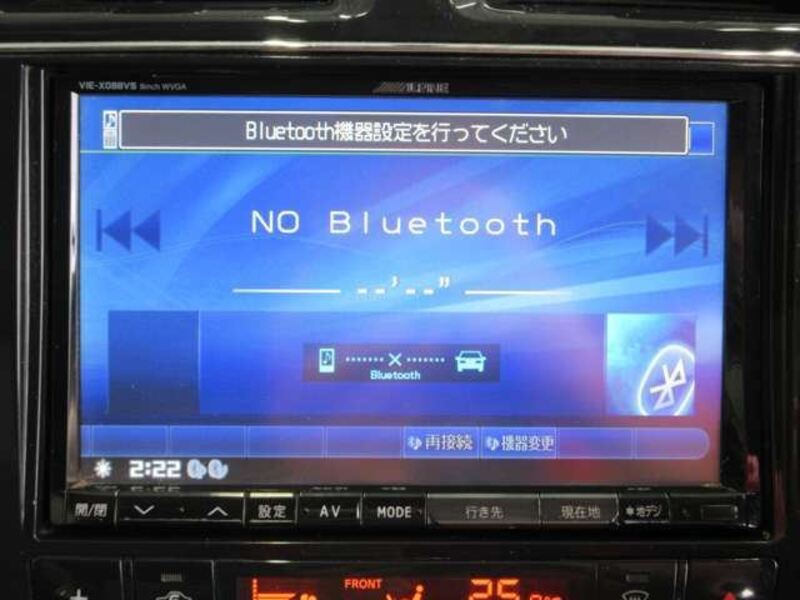 VIE-X088VS 8inch WVGA
ALPINE
Bluetooth機器設定を行ってください
NO Bluetooth
--'--"
Bluetooth
再接続 機器変更
2:22
開/閉 設定 AV MODE 行き先 現在地 *地デジ
FRONT
25